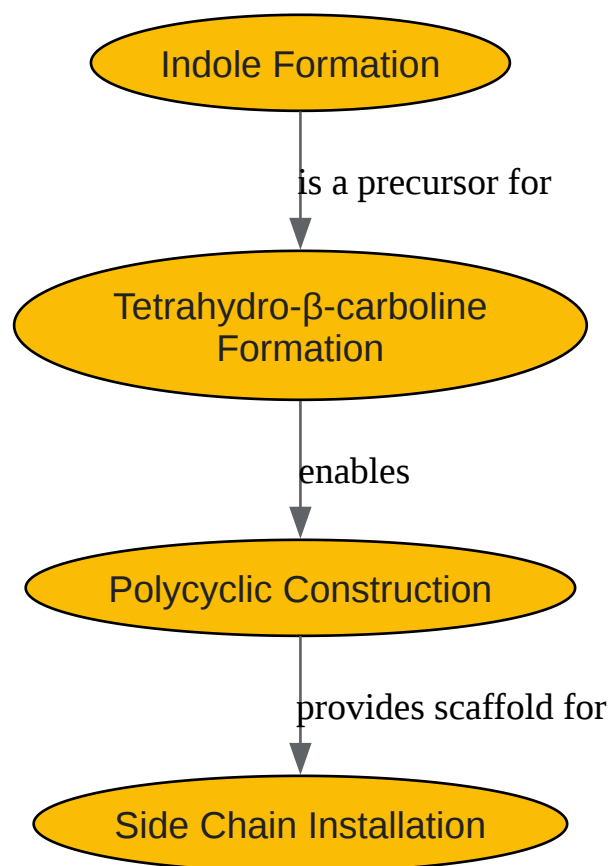 Indole Formation
is a precursor for
Tetrahydro-β-carboline
Formation
enables
Polycyclic Construction
provides scaffold for
Side Chain Installation